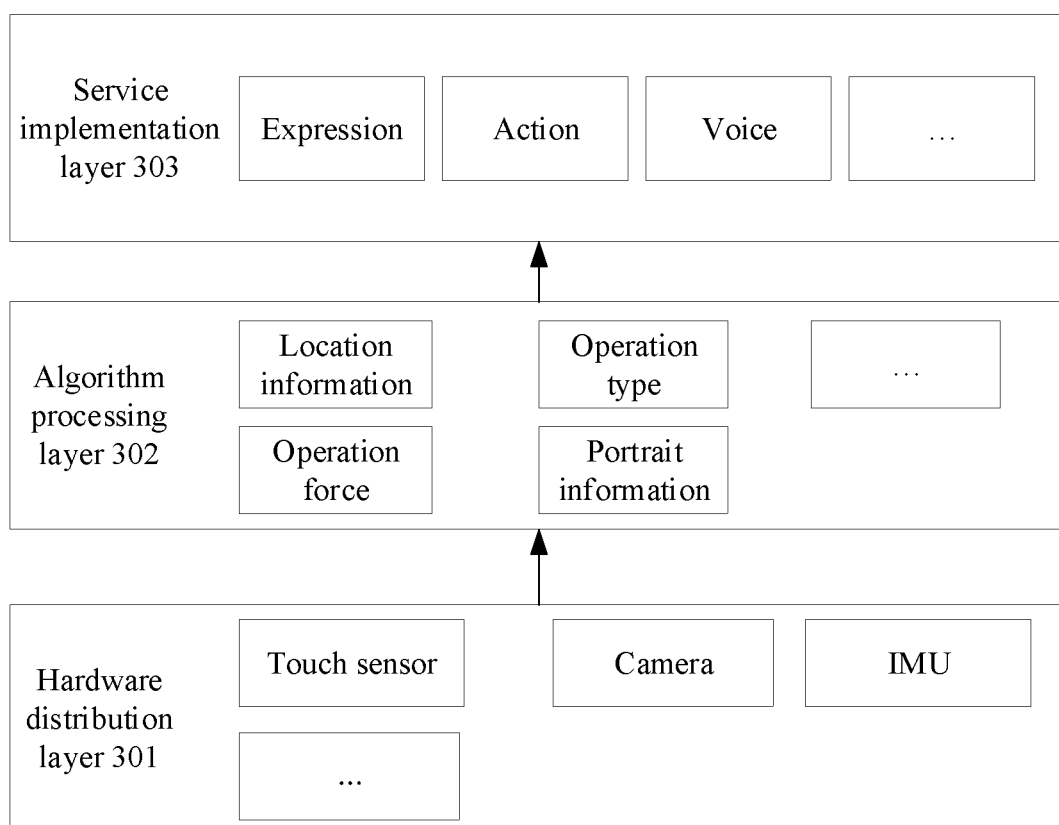 Service
implementation
layer 303
Expression
Action
Voice
...
Algorithm
processing
layer 302
Location
information
Operation
type
...
Operation
force
Portrait
information
Hardware
distribution
layer 301
Touch sensor
Camera
IMU
...